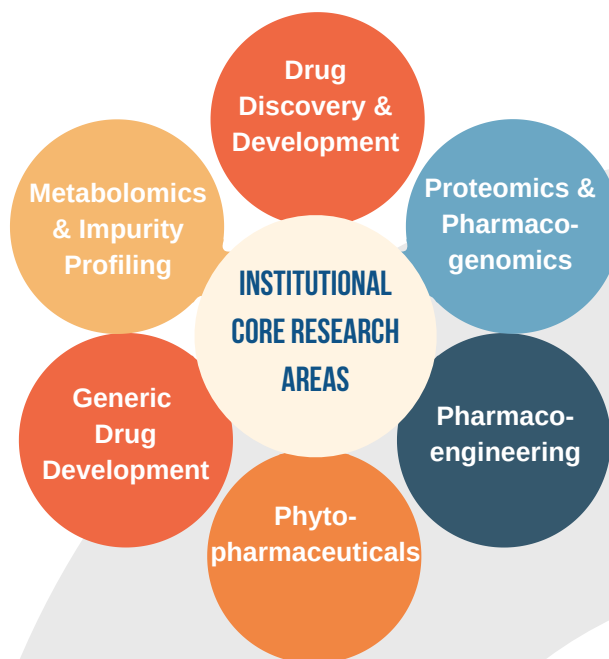 Drug
Discovery &
Development
Metabolomics
& Impurity
Profiling
Proteomics &
Pharmaco-
genomics
INSTITUTIONAL
CORE RESEARCH
AREAS
Generic
Drug
Development
Pharmaco-
engineering
Phyto-
pharmaceuticals